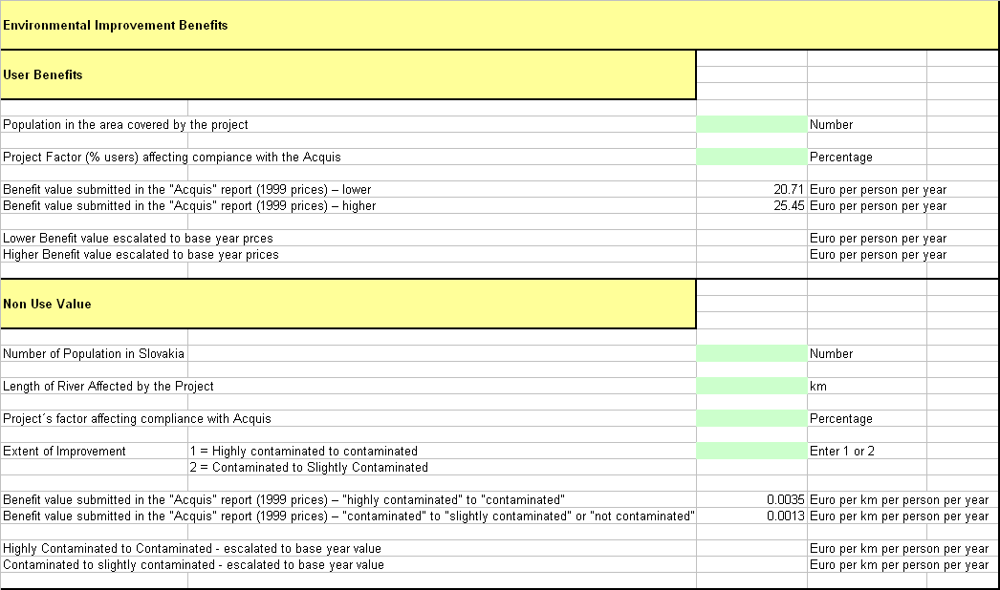 Environmental Improvement Benefits
User Benefits
Population in the area covered by the project Number
Project Factor (% users) affecting compiance with the Acquis Percentage
Benefit value submitted in the "Acquis" report (1999 prices) – lower 20.71 Euro per person per year
Benefit value submitted in the "Acquis" report (1999 prices) – higher 25.45 Euro per person per year
Lower Benefit value escalated to base year prces Euro per person per year
Higher Benefit value escalated to base year prices Euro per person per year
Non Use Value
Number of Population in Slovakia Number
Length of River Affected by the Project km
Project´s factor affecting compliance with Acquis Percentage
Extent of Improvement 1 = Highly contaminated to contaminated Enter 1 or 2
2 = Contaminated to Slightly Contaminated
Benefit value submitted in the "Acquis" report (1999 prices) – "highly contaminated" to "contaminated" 0.0035 Euro per km per person per year
Benefit value submitted in the "Acquis" report (1999 prices) – "contaminated" to "slightly contaminated" or "not contaminated" 0.0013 Euro per km per person per year
Highly Contaminated to Contaminated - escalated to base year value Euro per km per person per year
Contaminated to slightly contaminated - escalated to base year value Euro per km per person per year